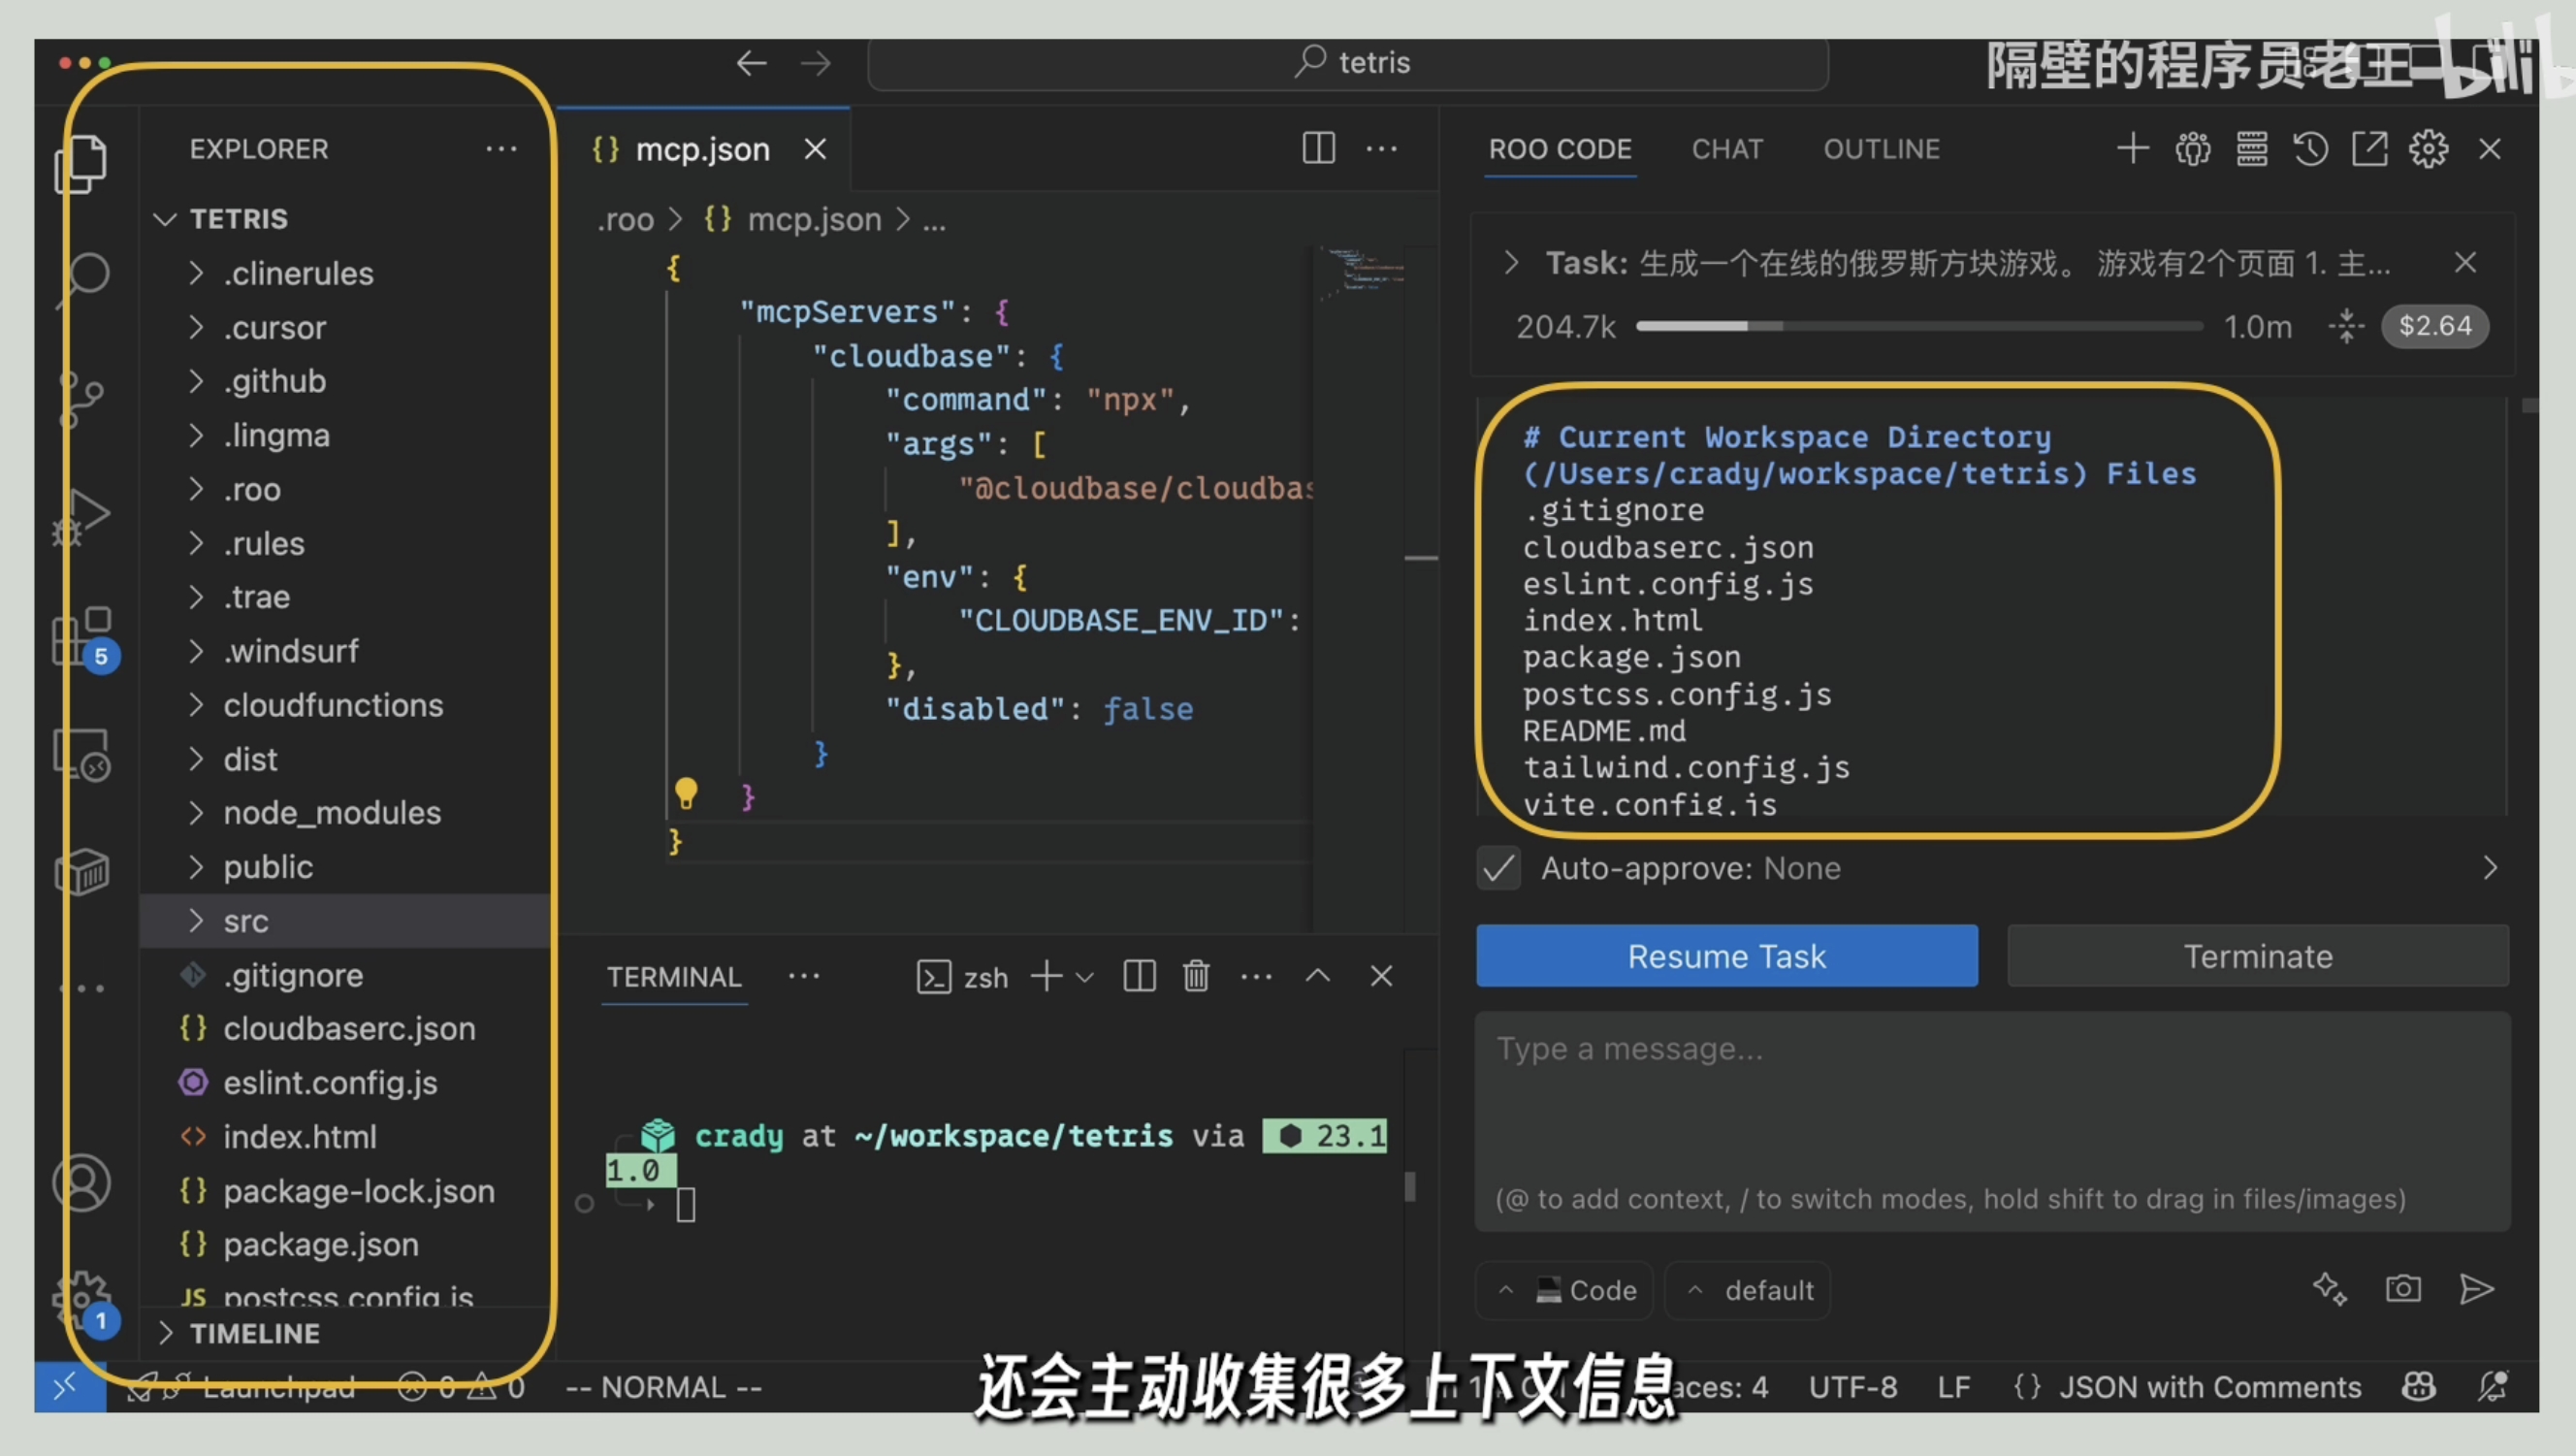 tetris
隔壁的程序员老王
bili
EXPLORER
TETRIS
.clinerules
.cursor
.github
.lingma
.roo
.rules
.trae
.windsurf
cloudfunctions
dist
node_modules
public
src
.gitignore
cloudbaserc.json
eslint.config.js
index.html
package-lock.json
package.json
postcss.config.js
TIMELINE
5
1
mcp.json
.roo > {} mcp.json > ...
{
"mcpServers": {
"cloudbase": {
"command": "npx",
"args": [
"@cloudbase/cloudbas
],
"env": {
"CLOUDBASE_ENV_ID":
},
"disabled": false
}
}
}
TERMINAL
zsh
crady at ~/workspace/tetris via 23.1
1.0
ROO CODE CHAT OUTLINE
Task: 生成一个在线的俄罗斯方块游戏。 游戏有2个页面 1. 主...
204.7k 1.0m $2.64
# Current Workspace Directory
(/Users/crady/workspace/tetris) Files
.gitignore
cloudbaserc.json
eslint.config.js
index.html
package.json
postcss.config.js
README.md
tailwind.config.js
vite.config.js
Auto-approve: None
Resume Task
Terminate
Type a message...
(@ to add context, / to switch modes, hold shift to drag in files/images)
Code
default
还会主动收集很多上下文信息
Launchpad 0 0 -- NORMAL -- aces: 4 UTF-8 LF {} JSON with Comments